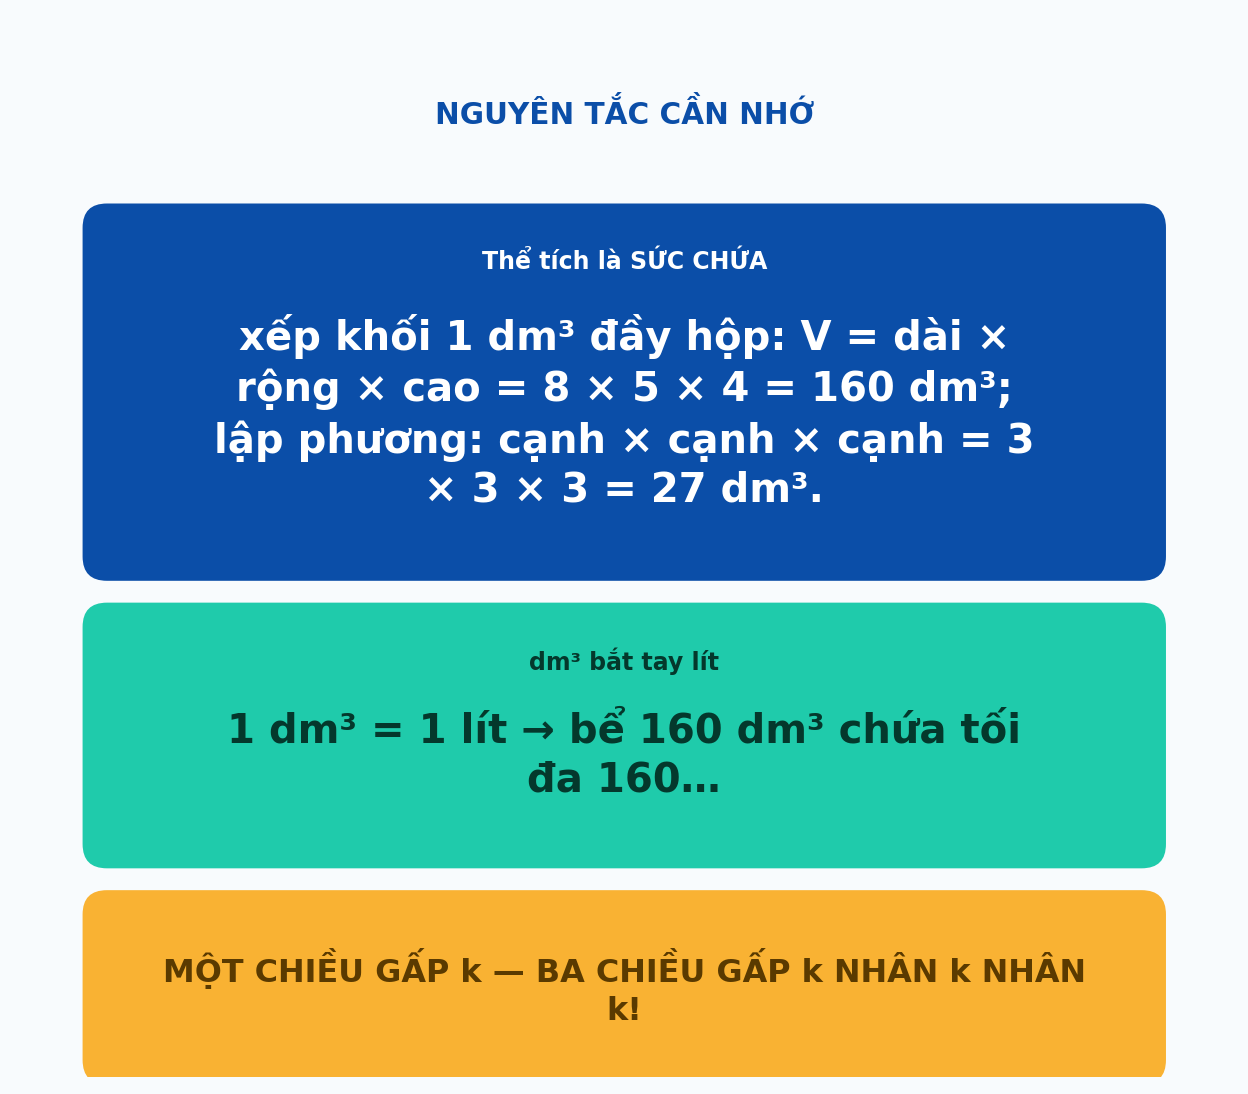 NGUYÊN TẮC CẦN NHỚ
Thể tích là SỨC CHỨA
xếp khối 1 dm³ đầy hộp: V = dài ×
rộng × cao = 8 × 5 × 4 = 160 dm³;
lập phương: cạnh × cạnh × cạnh = 3
× 3 × 3 = 27 dm³.
dm³ bắt tay lít
1 dm³ = 1 lít → bể 160 dm³ chứa tối
đa 160…
MỘT CHIỀU GẤP k — BA CHIỀU GẤP k NHÂN k NHÂN
k!